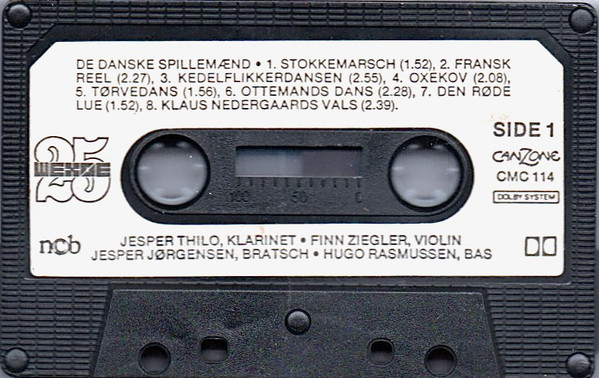 DE DANSKE SPILLEMÆND • 1. STOKKEMARSCH (1.52), 2. FRANSK
REEL (2.27), 3. KEDELFLIKKERDANSEN (2.55), 4. OXEKOV (2.08),
5. TØRVEDANS (1.56), 6. OTTEMANDS DANS (2.28), 7. DEN RØDE
LUE (1.52), 8. KLAUS NEDERGAARDS VALS (2.39).
SIDE 1
25
CANZONE
CMC 114
DOLBY SYSTEM
100 50 0
ncb
JESPER THILO, KLARINET • FINN ZIEGLER, VIOLIN
JESPER JØRGENSEN, BRATSCH • HUGO RASMUSSEN, BAS